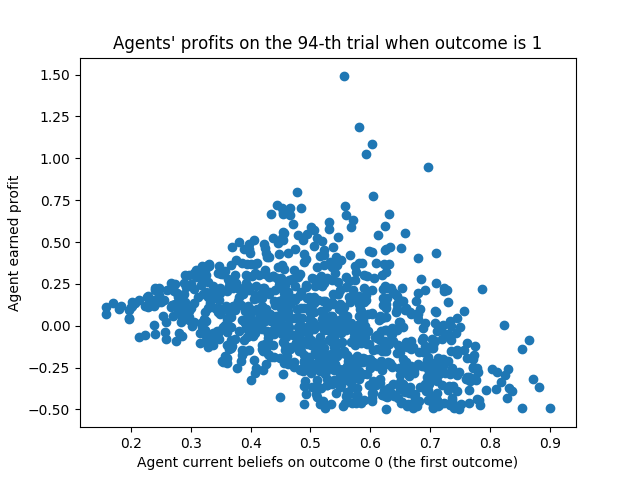 Agents' profits on the 94-th trial when outcome is 1
1.50
1.25
1.00
0.75
0.50
0.25
0.00
−0.25
−0.50
Agent earned profit
0.2 0.3 0.4 0.5 0.6 0.7 0.8 0.9
Agent current beliefs on outcome 0 (the first outcome)